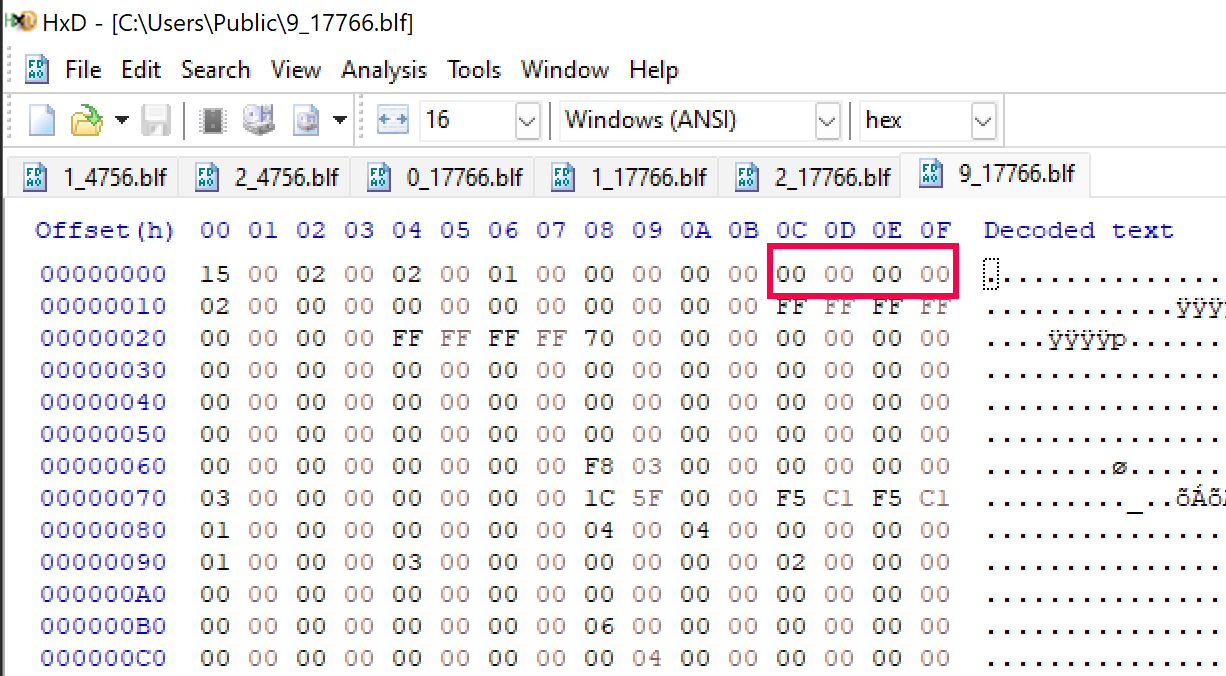 HxD - [C:\Users\Public\9_17766.blf]
File Edit Search View Analysis Tools Window Help
16 Windows (ANSI) hex
1_4756.blf 2_4756.blf 0_17766.blf 1_17766.blf 2_17766.blf 9_17766.blf
Offset(h) 00 01 02 03 04 05 06 07 08 09 0A 0B 0C 0D 0E 0F Decoded text
00000000 15 00 02 00 02 00 01 00 00 00 00 00 00 00 00 00 ...............
00000010 02 00 00 00 00 00 00 00 00 00 00 00 FF FF FF FF ............ÿÿÿ
00000020 00 00 00 00 FF FF FF FF 70 00 00 00 00 00 00 00 ....ÿÿÿÿp......
00000030 00 00 00 00 00 00 00 00 00 00 00 00 00 00 00 00 ...............
00000040 00 00 00 00 00 00 00 00 00 00 00 00 00 00 00 00 ...............
00000050 00 00 00 00 00 00 00 00 00 00 00 00 00 00 00 00 ...............
00000060 00 00 00 00 00 00 00 00 F8 03 00 00 00 00 00 00 ........ø......
00000070 03 00 00 00 00 00 00 00 1C 5F 00 00 F5 C1 F5 C1 ........._..õÁõ
00000080 01 00 00 00 00 00 00 00 04 00 04 00 00 00 00 00 ...............
00000090 01 00 00 00 03 00 00 00 00 00 00 00 02 00 00 00 ...............
000000A0 00 00 00 00 00 00 00 00 00 00 00 00 00 00 00 00 ...............
000000B0 00 00 00 00 00 00 00 00 06 00 00 00 00 00 00 00 ...............
000000C0 00 00 00 00 00 00 00 00 00 04 00 00 00 00 00 00 ...............